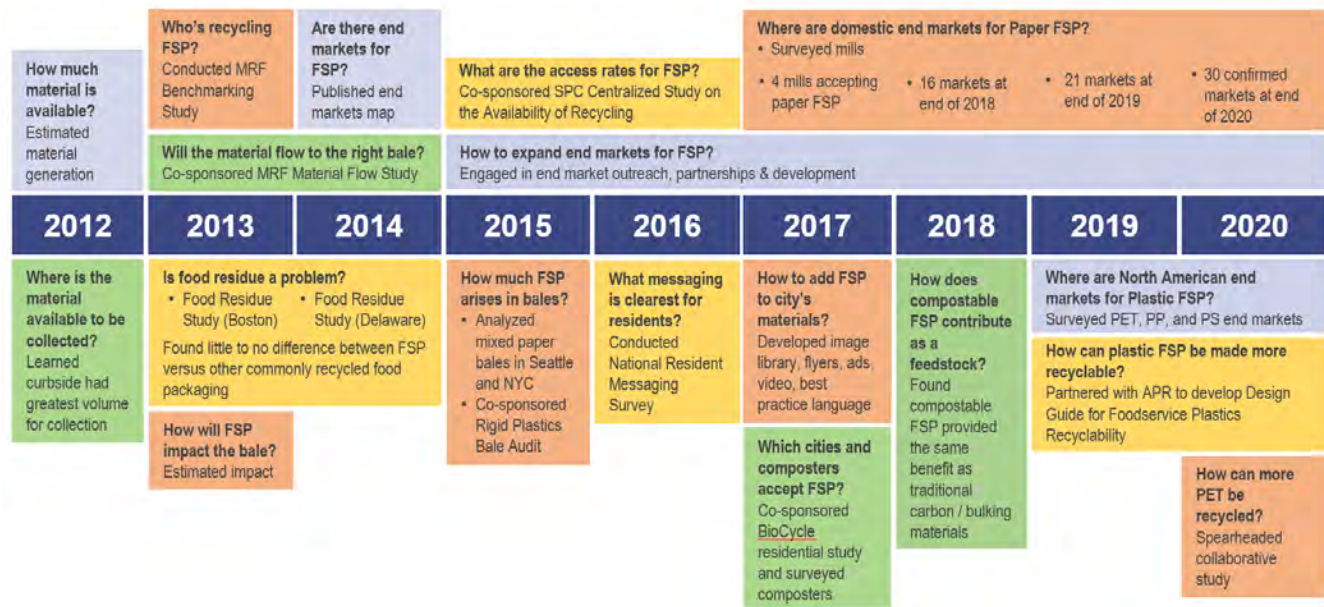 How much
material is
available?
Estimated
material
generation
Who's recycling
FSP?
Conducted MRF
Benchmarking
Study
Are there end
markets for
FSP?
Published end
markets map
Will the material flow to the right bale?
Co-sponsored MRF Material Flow Study
What are the access rates for FSP?
Co-sponsored SPC Centralized Study on
the Availability of Recycling
Where are domestic end markets for Paper FSP?
• Surveyed mills
• 4 mills accepting
paper FSP
• 16 markets at
end of 2018
• 21 markets at
end of 2019
• 30 confirmed
markets at end
of 2020
How to expand end markets for FSP?
Engaged in end market outreach, partnerships & development
2012
2013
2014
2015
2016
2017
2018
2019
2020
Where is the
material
available to be
collected?
Learned
curbside had
greatest volume
for collection
Is food residue a problem?
• Food Residue
Study (Boston)
• Food Residue
Study (Delaware)
Found little to no difference between FSP
versus other commonly recycled food
packaging
How will FSP
impact the bale?
Estimated impact
How much FSP
arises in bales?
• Analyzed
mixed paper
bales in Seattle
and NYC
• Co-sponsored
Rigid Plastics
Bale Audit
What messaging
is clearest for
residents?
Conducted
National Resident
Messaging
Survey
How to add FSP
to city's
materials?
Developed image
library, flyers, ads,
video, best
practice language
Which cities and
composters
accept FSP?
Co-sponsored
BioCycle
residential study
and surveyed
composters
How does
compostable
FSP contribute
as a
feedstock?
Found
compostable
FSP provided
the same
benefit as
traditional
carbon / bulking
materials
Where are North American end
markets for Plastic FSP?
Surveyed PET, PP, and PS end markets
How can plastic FSP be made more
recyclable?
Partnered with APR to develop Design
Guide for Foodservice Plastics
Recyclability
How can more
PET be
recycled?
Spearheaded
collaborative
study